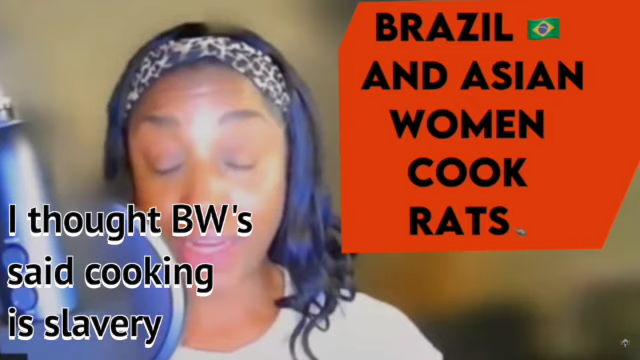 BRAZIL 🇧🇷
AND ASIAN
WOMEN
COOK
RATS
I thought BW's
said cooking
is slavery